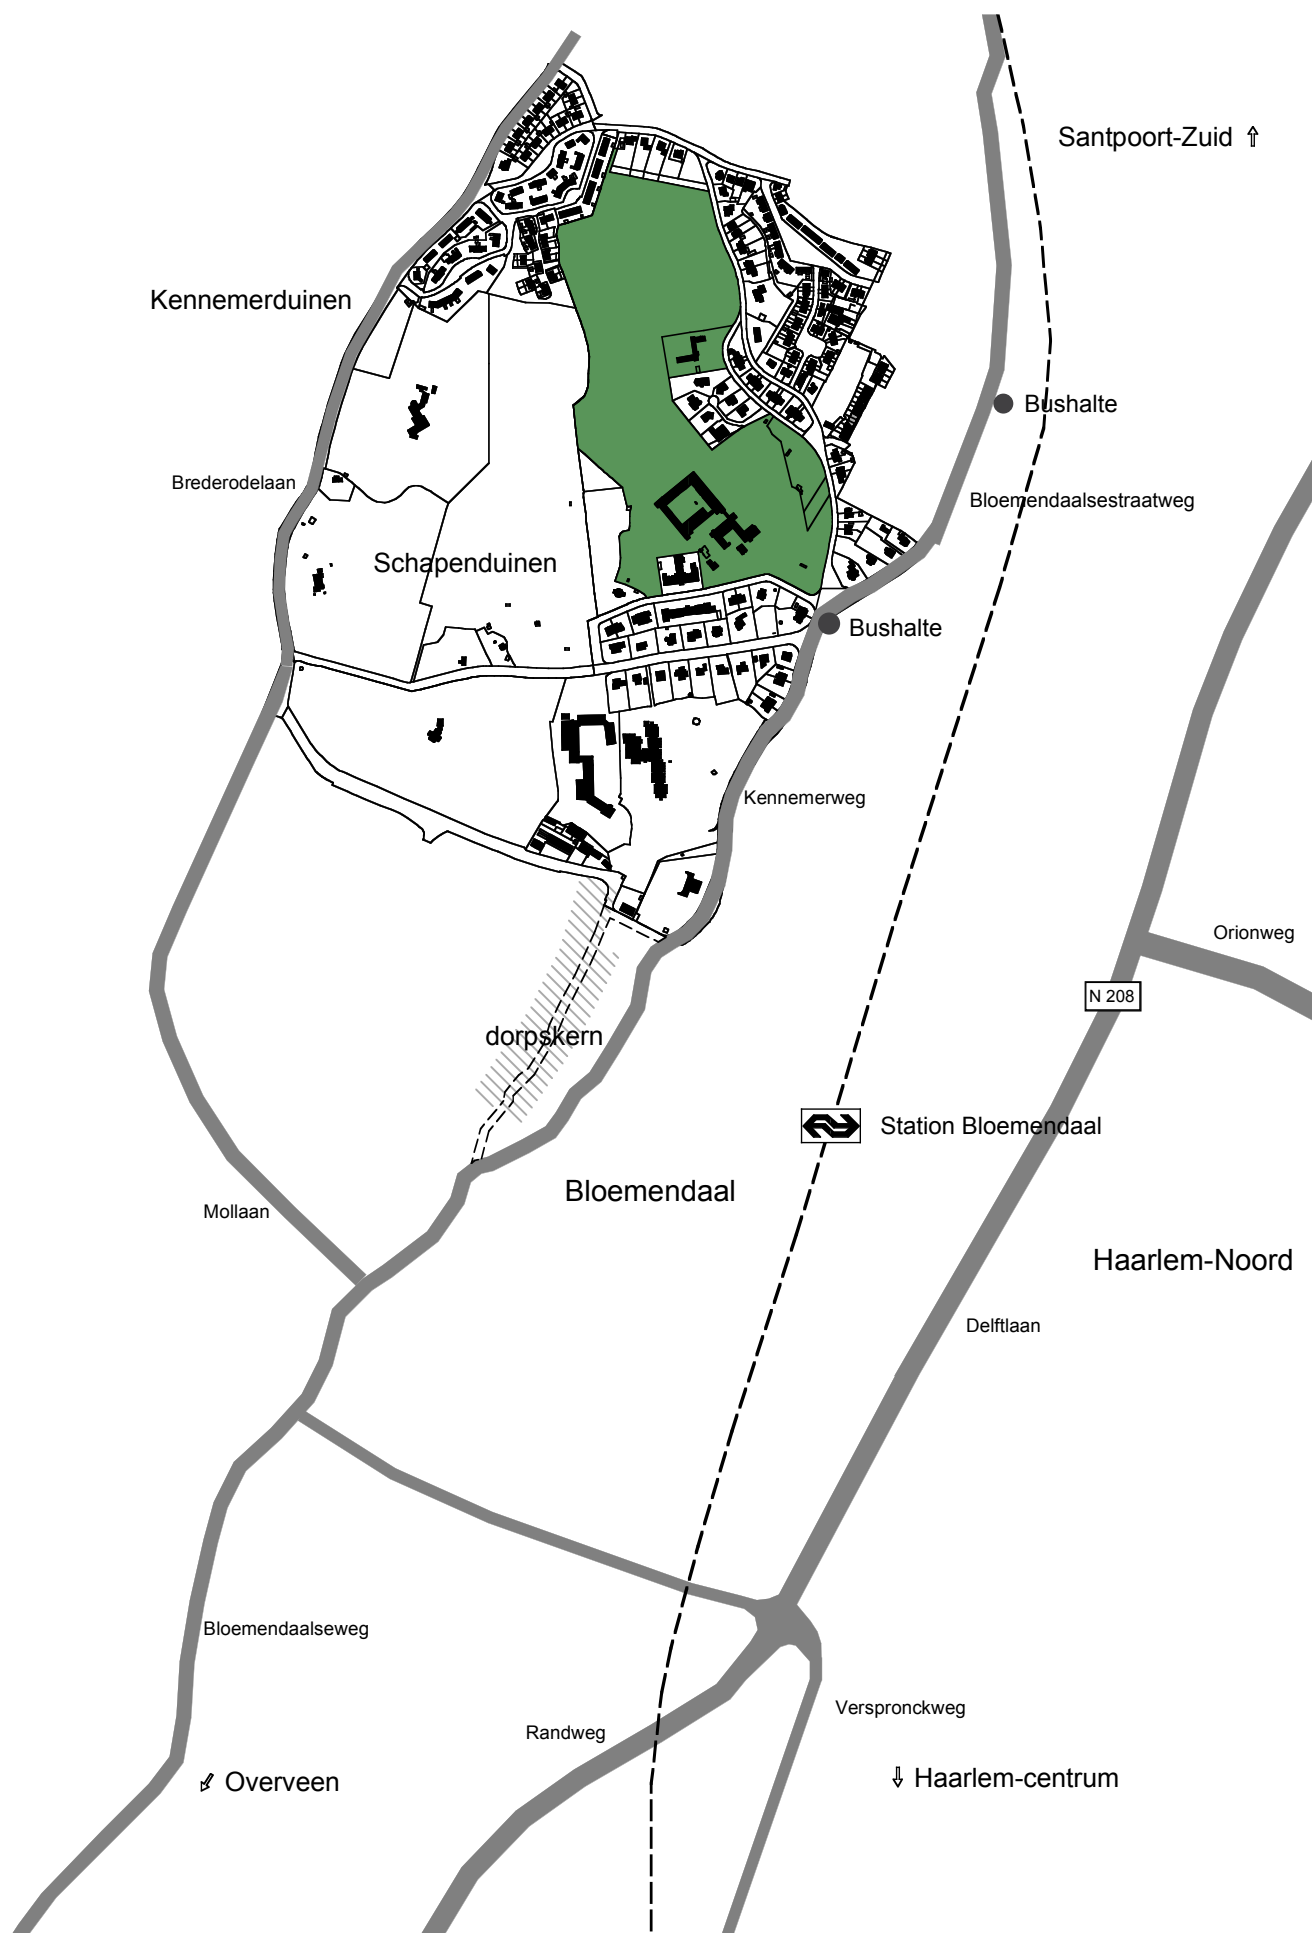 Santpoort-Zuid ⇧
Kennemerduinen
Bushalte
Brederodelaan
Bloemendaalsestraatweg
Schapenduinen
Bushalte
Kennemerweg
Orionweg
N 208
dorpskern
Station Bloemendaal
Bloemendaal
Mollaan
Haarlem-Noord
Delftlaan
Bloemendaalseweg
Verspronckweg
Randweg
Overveen
Haarlem-centrum